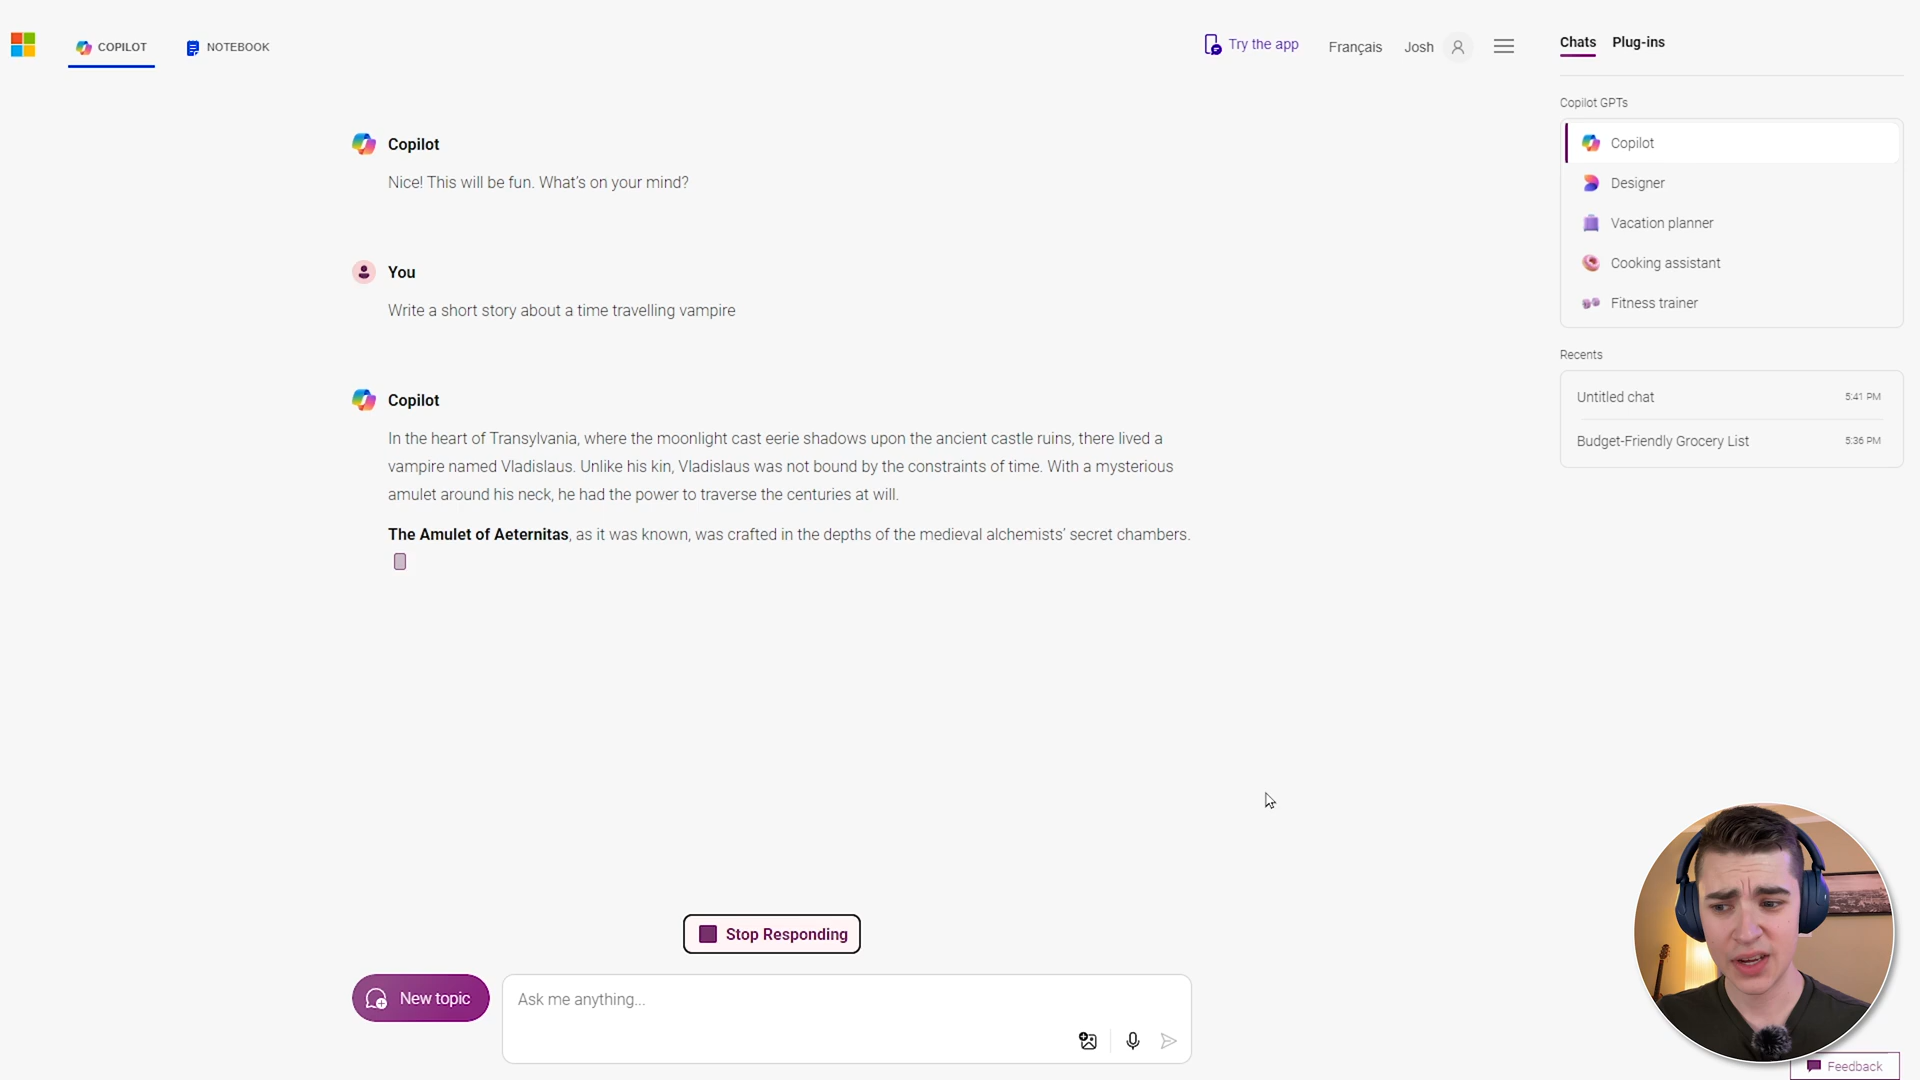 COPILOT
NOTEBOOK
Try the app
Français
Josh
Chats
Plug-ins
Copilot GPTs
Copilot
Designer
Vacation planner
Cooking assistant
Fitness trainer
Recents
Untitled chat
5:41 PM
Budget-Friendly Grocery List
5:36 PM
Copilot
Nice! This will be fun. What’s on your mind?
You
Write a short story about a time travelling vampire
Copilot
In the heart of Transylvania, where the moonlight cast eerie shadows upon the ancient castle ruins, there lived a
vampire named Vladislaus. Unlike his kin, Vladislaus was not bound by the constraints of time. With a mysterious
amulet around his neck, he had the power to traverse the centuries at will.
The Amulet of Aeternitas, as it was known, was crafted in the depths of the medieval alchemists’ secret chambers.
Stop Responding
New topic
Ask me anything...
Feedback